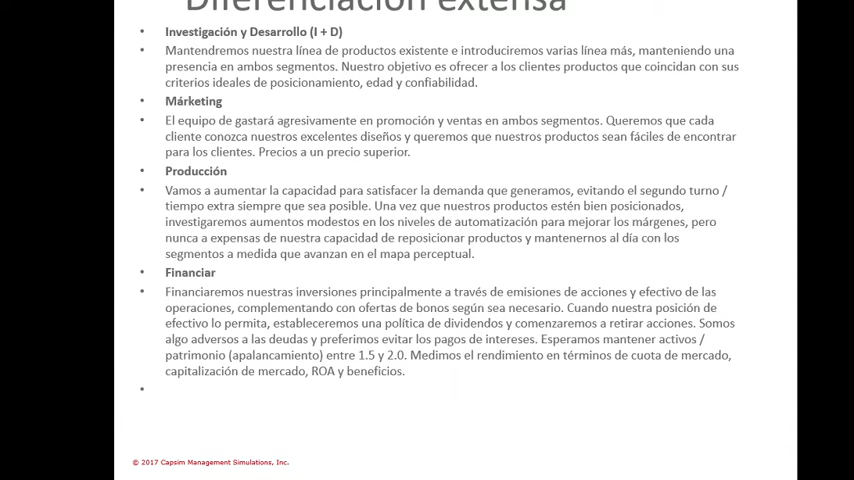 Diferenciación extensa
• Investigación y Desarrollo (I + D)
• Mantendremos nuestra línea de productos existente e introduciremos varias línea más, manteniendo una
presencia en ambos segmentos. Nuestro objetivo es ofrecer a los clientes productos que coincidan con sus
criterios ideales de posicionamiento, edad y confiabilidad.
• Márketing
• El equipo de gastará agresivamente en promoción y ventas en ambos segmentos. Queremos que cada
cliente conozca nuestros excelentes diseños y queremos que nuestros productos sean fáciles de encontrar
para los clientes. Precios a un precio superior.
• Producción
• Vamos a aumentar la capacidad para satisfacer la demanda que generamos, evitando el segundo turno /
tiempo extra siempre que sea posible. Una vez que nuestros productos estén bien posicionados,
investigaremos aumentos modestos en los niveles de automatización para mejorar los márgenes, pero
nunca a expensas de nuestra capacidad de reposicionar productos y mantenernos al día con los
segmentos a medida que avanzan en el mapa perceptual.
• Financiar
• Financiaremos nuestras inversiones principalmente a través de emisiones de acciones y efectivo de las
operaciones, complementando con ofertas de bonos según sea necesario. Cuando nuestra posición de
efectivo lo permita, estableceremos una política de dividendos y comenzaremos a retirar acciones. Somos
algo adversos a las deudas y preferimos evitar los pagos de intereses. Esperamos mantener activos /
patrimonio (apalancamiento) entre 1.5 y 2.0. Medimos el rendimiento en términos de cuota de mercado,
capitalización de mercado, ROA y beneficios.
•
© 2017 Capsim Management Simulations, Inc.